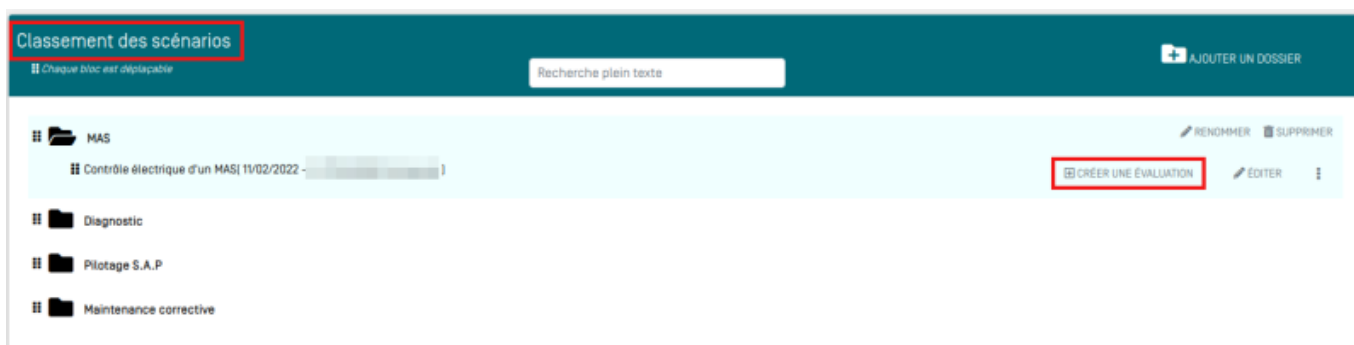 Classement des scénarios
Chaque bloc est déplaçable
Recherche plein texte
AJOUTER UN DOSSIER
MAS
RENOMMER SUPPRIMER
Contrôle électrique d'un MAS( 11/02/2022 - )
CRÉER UNE ÉVALUATION ÉDITER
Diagnostic
Pilotage S.A.P
Maintenance corrective